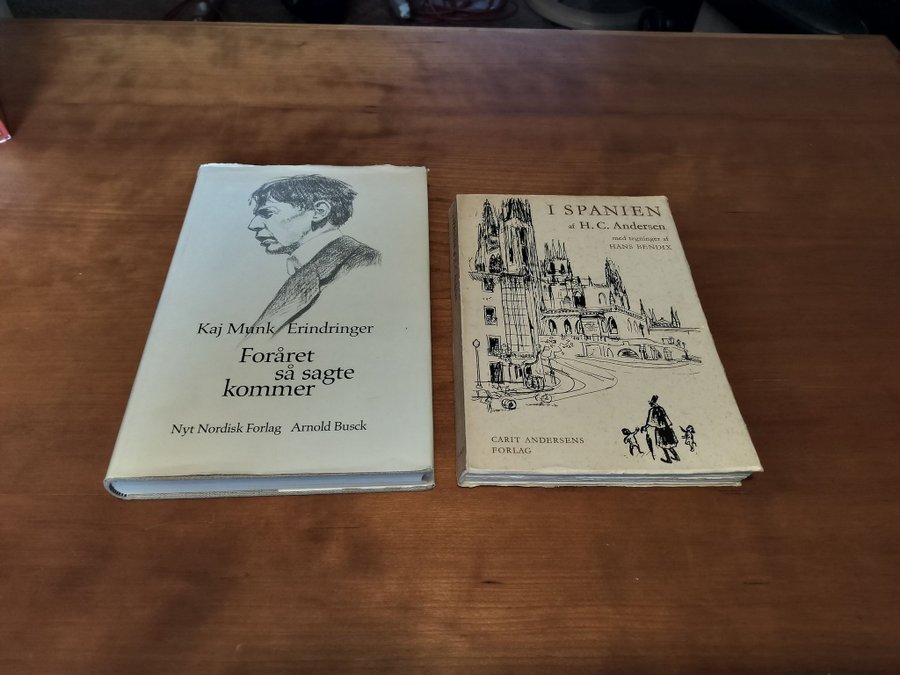 Kaj Munk Erindringer
Foråret
så sagte
kommer
Nyt Nordisk Forlag Arnold Busck
I SPANIEN
af H. C. Andersen
med tegninger af
HANS BENDIX
CARIT ANDERSENS
FORLAG